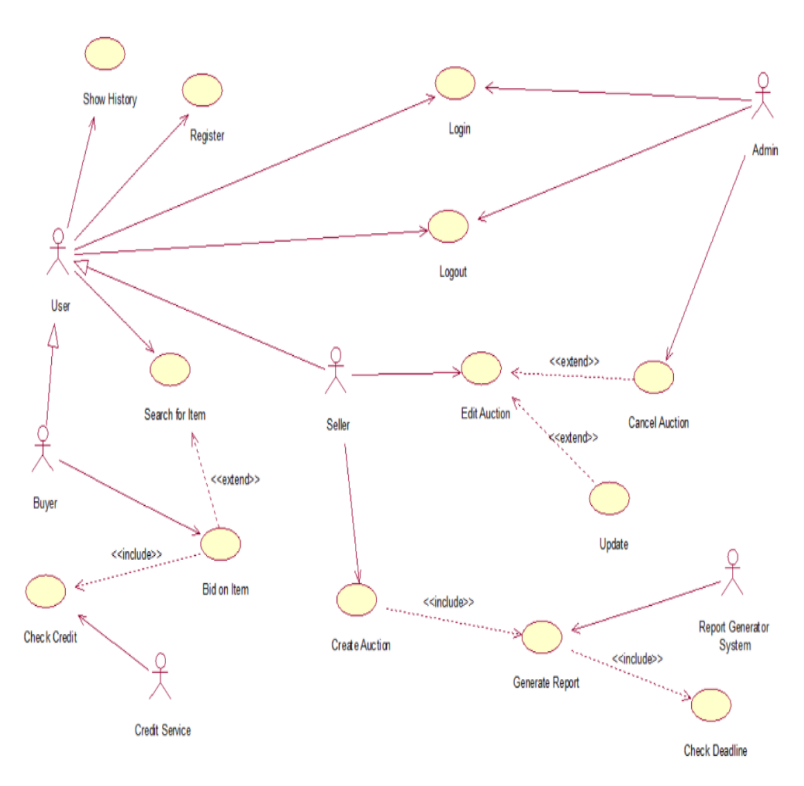 Show History
Register
Login
Admin
Logout
User
<<extend>>
Search for Item
Seller
Edit Auction
Cancel Auction
<<extend>>
<<extend>>
Buyer
Update
<<include>>
Bid on Item
<<include>>
Check Credit
Create Auction
Report Generator
System
<<include>>
Generate Report
Credit Service
Check Deadline